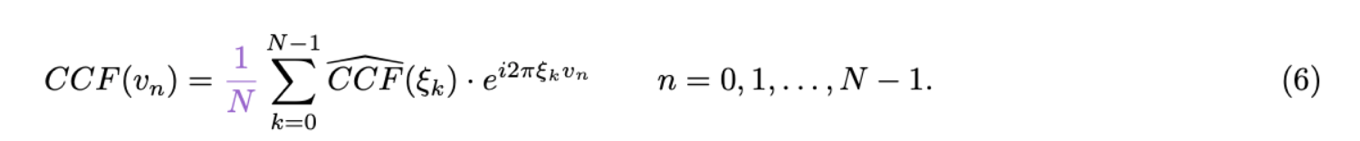 $CCF(v_n) = \frac{1}{N} \sum_{k=0}^{N-1} \widehat{CCF}(\xi_k) \cdot e^{i2\pi\xi_k v_n} \qquad n = 0, 1, \ldots, N-1. \qquad (6)$